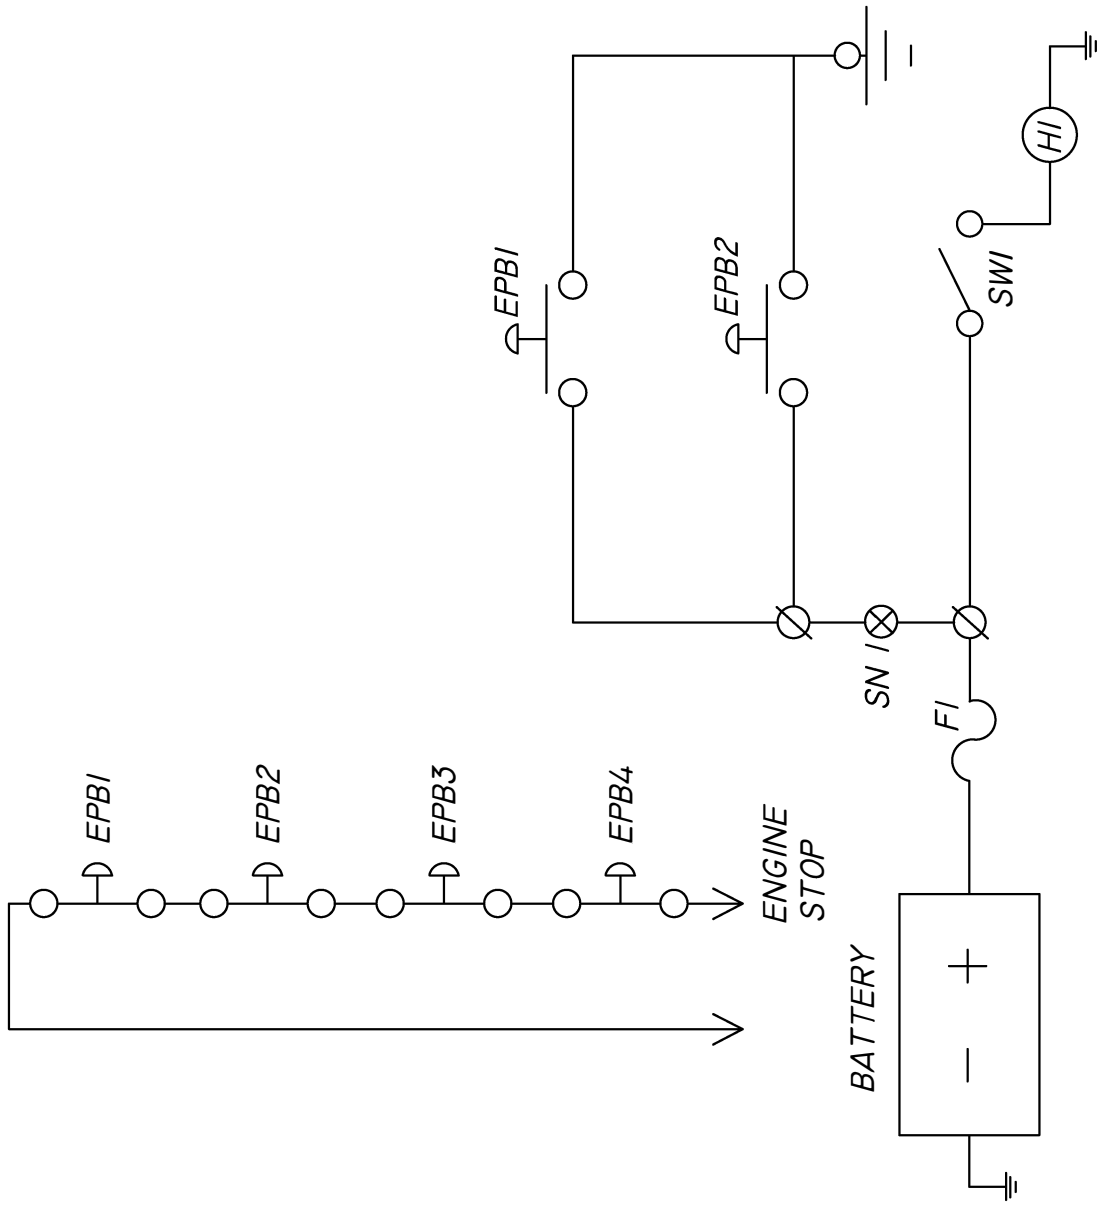 EPB1
EPB2
EPB3
EPB4
ENGINE
STOP
EPB1
EPB2
BATTERY
- +
F1
SN 1
SW1
H1